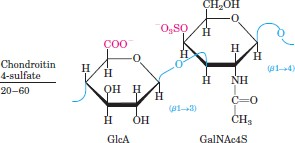 Chondroitin
4-sulfate
20–60
COO⁻
H
O
H
OH
H
H
H
OH
GlcA
CH₂OH
⁻O₃SO
O
H
H
H
H
O
(β1→3)
NH
C=O
CH₃
GalNAc4S
O
(β1→4)